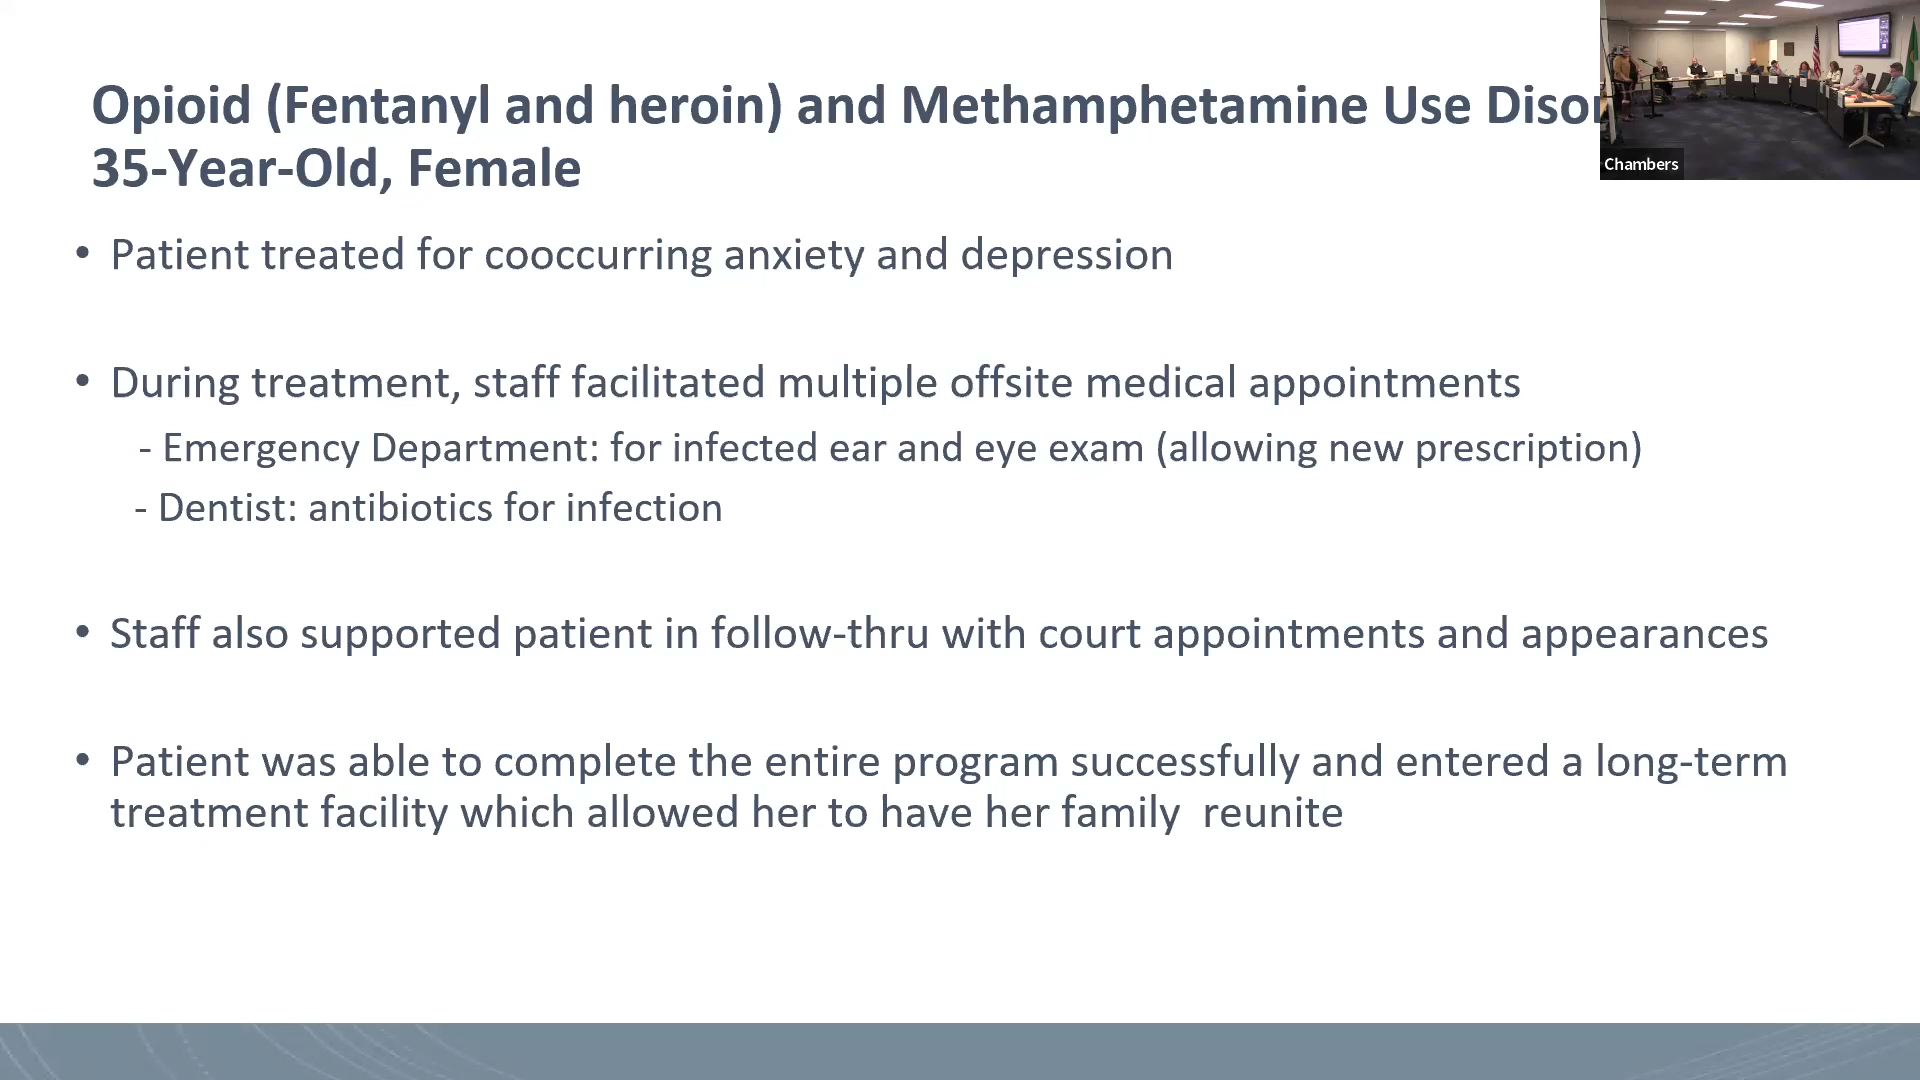 Opioid (Fentanyl and heroin) and Methamphetamine Use
35-Year-Old, Female
Chambers
• Patient treated for cooccurring anxiety and depression
• During treatment, staff facilitated multiple offsite medical appointments
- Emergency Department: for infected ear and eye exam (allowing new prescription)
- Dentist: antibiotics for infection
• Staff also supported patient in follow-thru with court appointments and appearances
• Patient was able to complete the entire program successfully and entered a long-term
treatment facility which allowed her to have her family  reunite